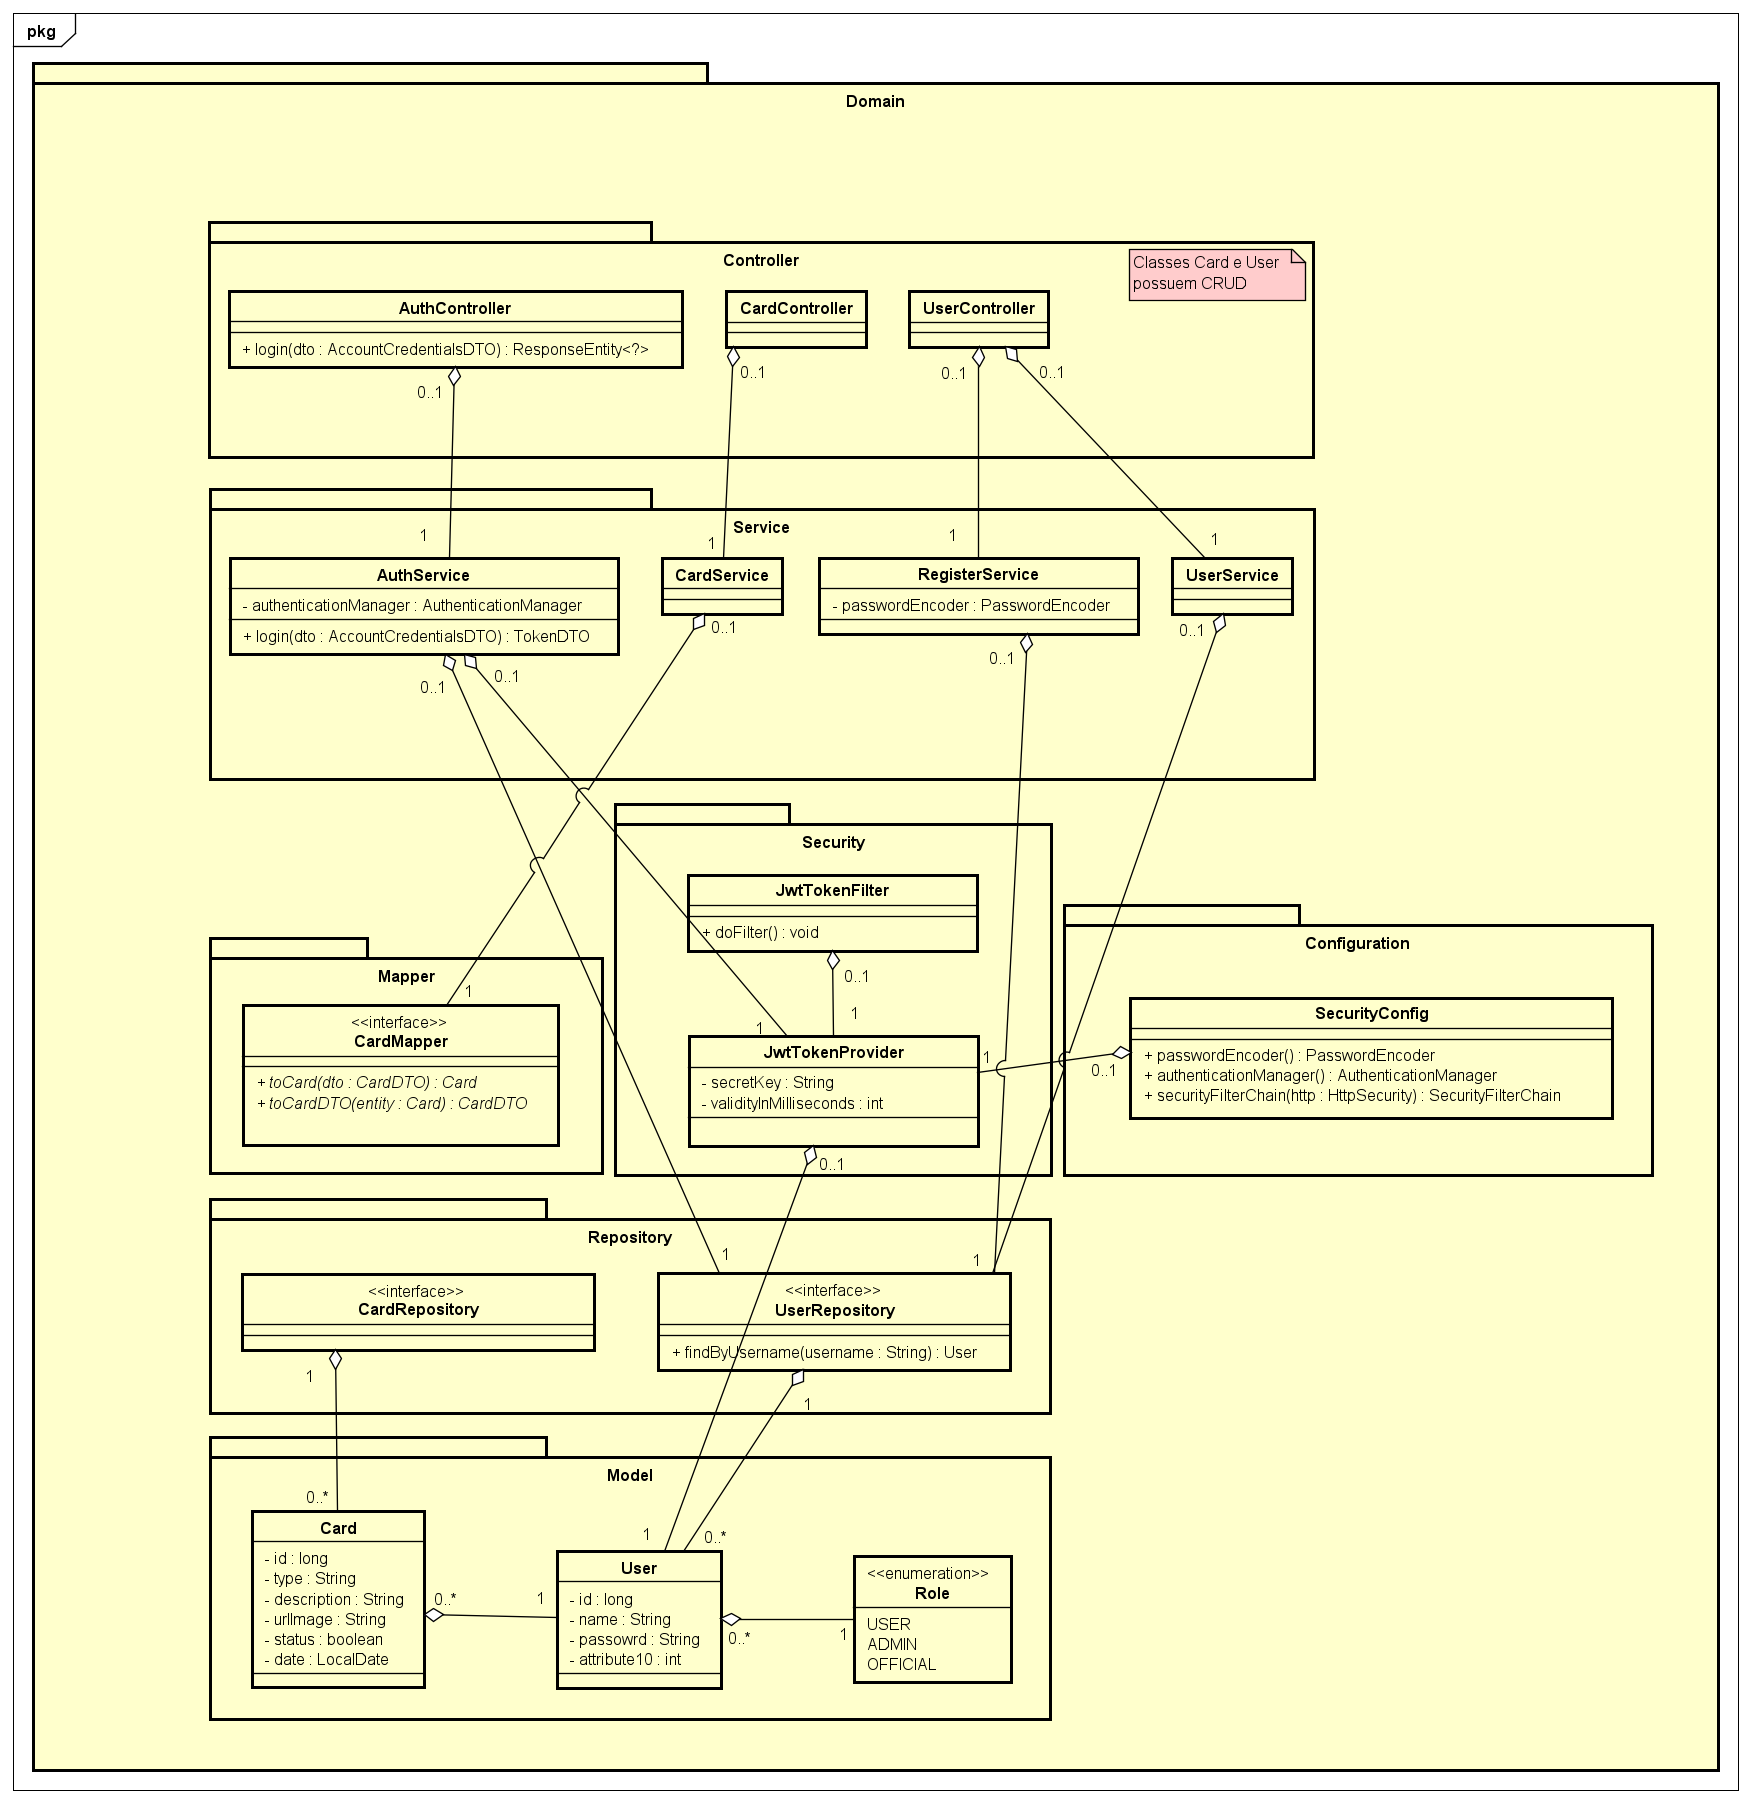 pkg
Domain
Controller
Classes Card e User
possuem CRUD
AuthController
+ login(dto : AccountCredentialsDTO) : ResponseEntity<?>
CardController
UserController
0..1
0..1
0..1
0..1
Service
1
1
1
1
AuthService
- authenticationManager : AuthenticationManager
+ login(dto : AccountCredentialsDTO) : TokenDTO
CardService
RegisterService
- passwordEncoder : PasswordEncoder
UserService
0..1
0..1
0..1
0..1
0..1
Security
JwtTokenFilter
+ doFilter() : void
0..1
1
1
JwtTokenProvider
- secretKey : String
- validityInMilliseconds : int
1
0..1
0..1
Configuration
SecurityConfig
+ passwordEncoder() : PasswordEncoder
+ authenticationManager() : AuthenticationManager
+ securityFilterChain(http : HttpSecurity) : SecurityFilterChain
Mapper
1
<<interface>>
CardMapper
+ toCard(dto : CardDTO) : Card
+ toCardDTO(entity : Card) : CardDTO
Repository
1
1
<<interface>>
CardRepository
<<interface>>
UserRepository
+ findByUsername(username : String) : User
1
1
Model
0..*
1
0..*
Card
- id : long
- type : String
- description : String
- urlImage : String
- status : boolean
- date : LocalDate
0..*
1
User
- id : long
- name : String
- passowrd : String
- attribute10 : int
0..*
1
<<enumeration>>
Role
USER
ADMIN
OFFICIAL